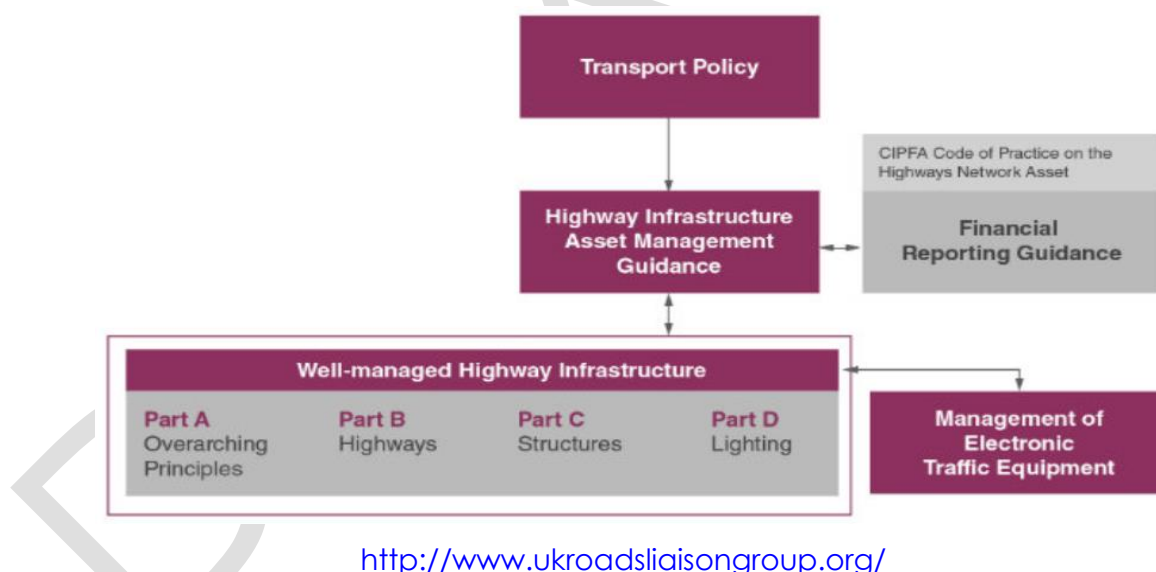 Transport Policy
CIPFA Code of Practice on the
Highways Network Asset
Highway Infrastructure
Asset Management
Guidance
Financial
Reporting Guidance
Well-managed Highway Infrastructure
Part A
Overarching
Principles
Part B
Highways
Part C
Structures
Part D
Lighting
Management of
Electronic
Traffic Equipment
http://www.ukroadsliaisongroup.org/